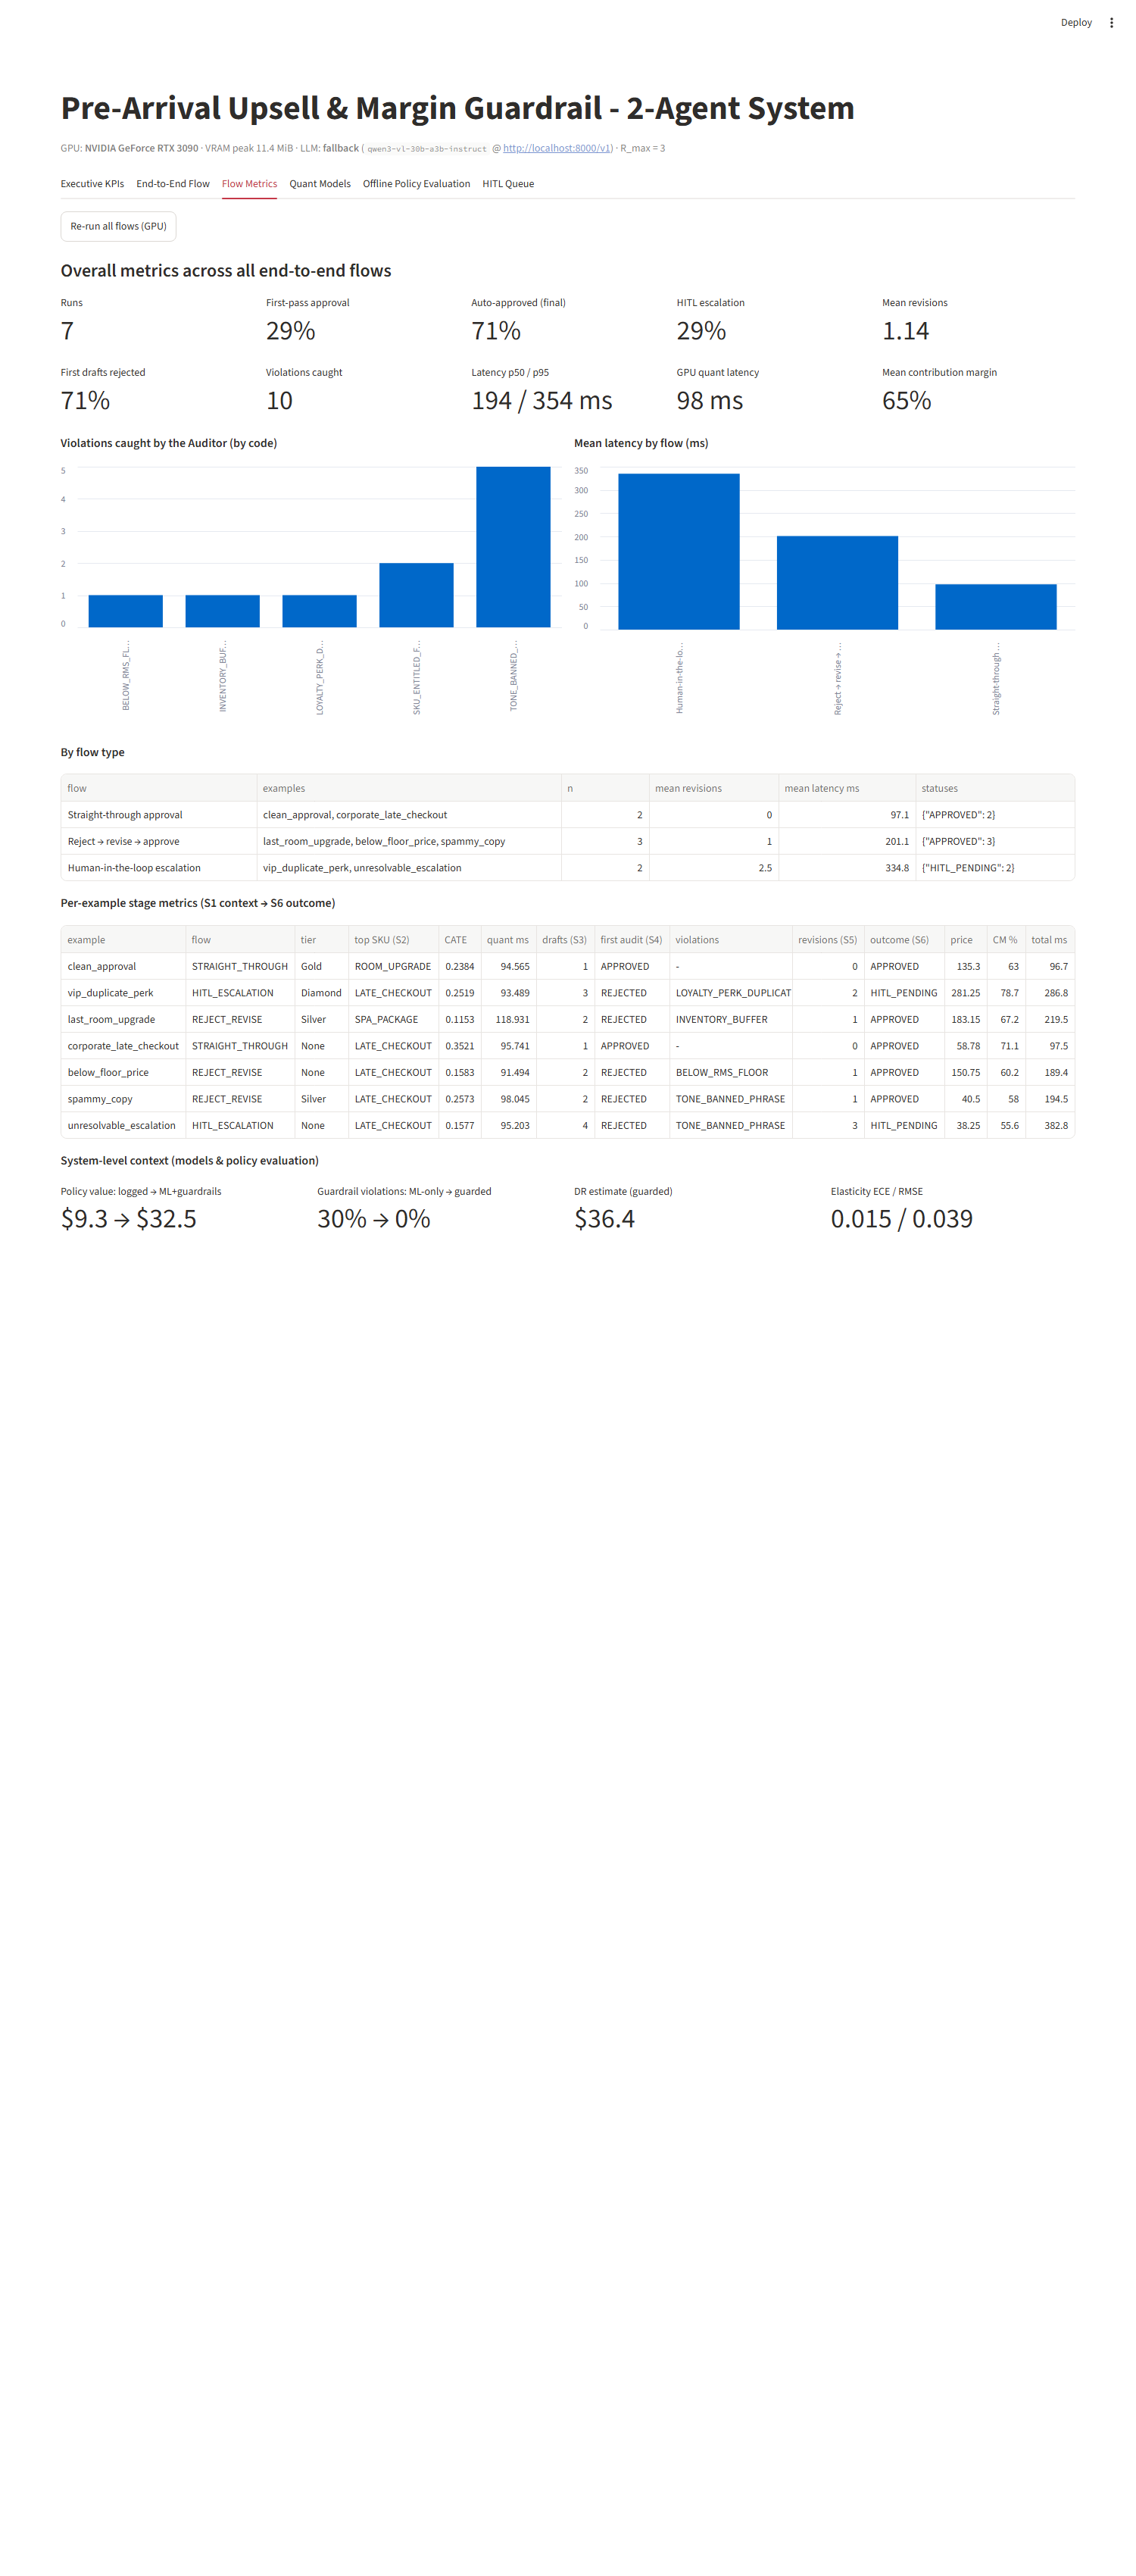 Deploy
Pre-Arrival Upsell & Margin Guardrail - 2-Agent System
GPU: NVIDIA GeForce RTX 3090 · VRAM peak 11.4 MiB · LLM: fallback ( qwen3-vl-30b-a3b-instruct @ http://localhost:8000/v1) · R_max = 3
Executive KPIs End-to-End Flow Flow Metrics Quant Models Offline Policy Evaluation HITL Queue
Re-run all flows (GPU)
Overall metrics across all end-to-end flows
Runs First-pass approval Auto-approved (final) HITL escalation Mean revisions
7 29% 71% 29% 1.14
First drafts rejected Violations caught Latency p50 / p95 GPU quant latency Mean contribution margin
71% 10 194 / 354 ms 98 ms 65%
Violations caught by the Auditor (by code) Mean latency by flow (ms)
5
4
3
2
1
0
BELOW_RMS_FL...
INVENTORY_BUF...
LOYALTY_PERK_D...
SKU_ENTITLED_F...
TONE_BANNED_...
350
300
250
200
150
100
50
0
Human-in-the-lo...
Reject → revise → ...
Straight-through ...
By flow type
flow examples n mean revisions mean latency ms statuses
Straight-through approval clean_approval, corporate_late_checkout 2 0 97.1 {"APPROVED": 2}
Reject → revise → approve last_room_upgrade, below_floor_price, spammy_copy 3 1 201.1 {"APPROVED": 3}
Human-in-the-loop escalation vip_duplicate_perk, unresolvable_escalation 2 2.5 334.8 {"HITL_PENDING": 2}
Per-example stage metrics (S1 context → S6 outcome)
example flow tier top SKU (S2) CATE quant ms drafts (S3) first audit (S4) violations revisions (S5) outcome (S6) price CM % total ms
clean_approval STRAIGHT_THROUGH Gold ROOM_UPGRADE 0.2384 94.565 1 APPROVED - 0 APPROVED 135.3 63 96.7
vip_duplicate_perk HITL_ESCALATION Diamond LATE_CHECKOUT 0.2519 93.489 3 REJECTED LOYALTY_PERK_DUPLICAT 2 HITL_PENDING 281.25 78.7 286.8
last_room_upgrade REJECT_REVISE Silver SPA_PACKAGE 0.1153 118.931 2 REJECTED INVENTORY_BUFFER 1 APPROVED 183.15 67.2 219.5
corporate_late_checkout STRAIGHT_THROUGH None LATE_CHECKOUT 0.3521 95.741 1 APPROVED - 0 APPROVED 58.78 71.1 97.5
below_floor_price REJECT_REVISE None LATE_CHECKOUT 0.1583 91.494 2 REJECTED BELOW_RMS_FLOOR 1 APPROVED 150.75 60.2 189.4
spammy_copy REJECT_REVISE Silver LATE_CHECKOUT 0.2573 98.045 2 REJECTED TONE_BANNED_PHRASE 1 APPROVED 40.5 58 194.5
unresolvable_escalation HITL_ESCALATION None LATE_CHECKOUT 0.1577 95.203 4 REJECTED TONE_BANNED_PHRASE 3 HITL_PENDING 38.25 55.6 382.8
System-level context (models & policy evaluation)
Policy value: logged → ML+guardrails Guardrail violations: ML-only → guarded DR estimate (guarded) Elasticity ECE / RMSE
$9.3 → $32.5 30% → 0% $36.4 0.015 / 0.039